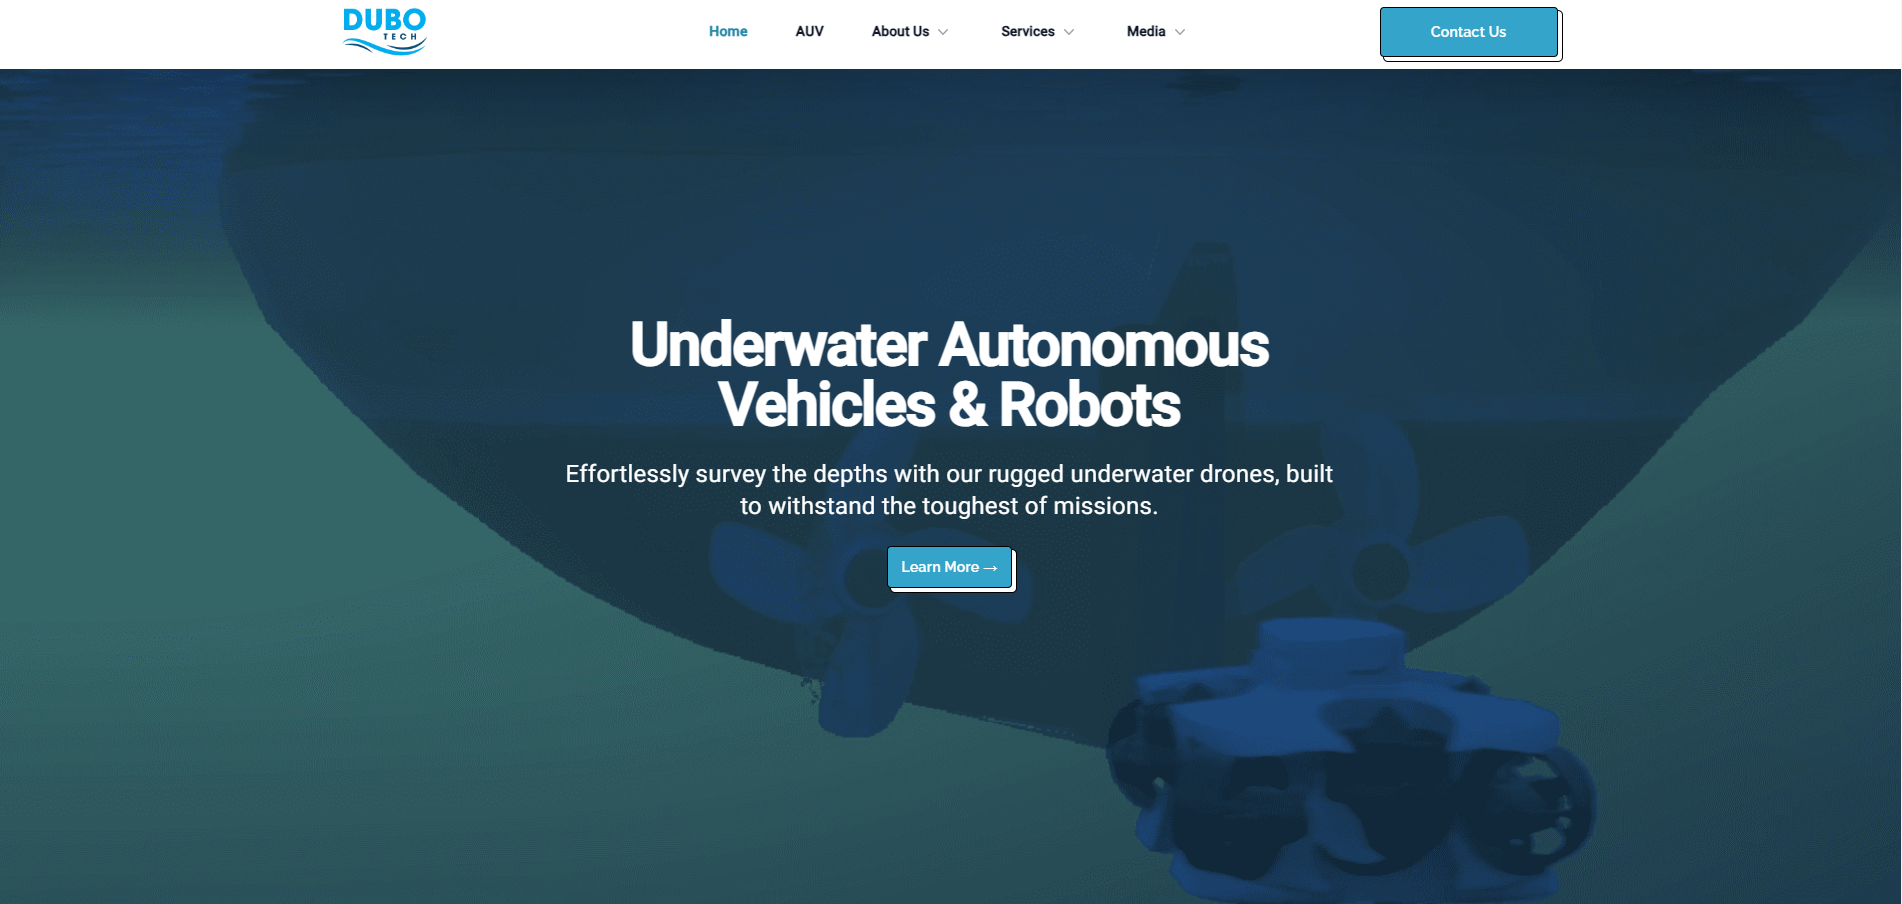 DUBO
TECH
Home
AUV
About Us
Services
Media
Contact Us
Underwater Autonomous
Vehicles & Robots
Effortlessly survey the depths with our rugged underwater drones, built
to withstand the toughest of missions.
Learn More →